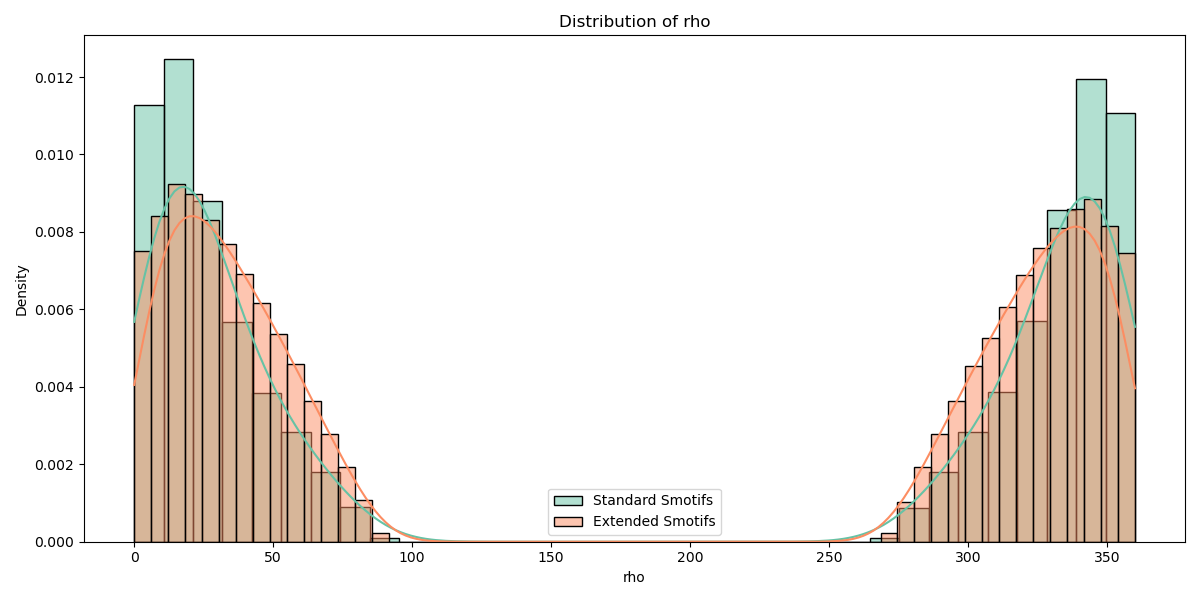 Distribution of rho
Density
0.012
0.010
0.008
0.006
0.004
0.002
0.000
Standard Smotifs
Extended Smotifs
0 50 100 150 200 250 300 350
rho